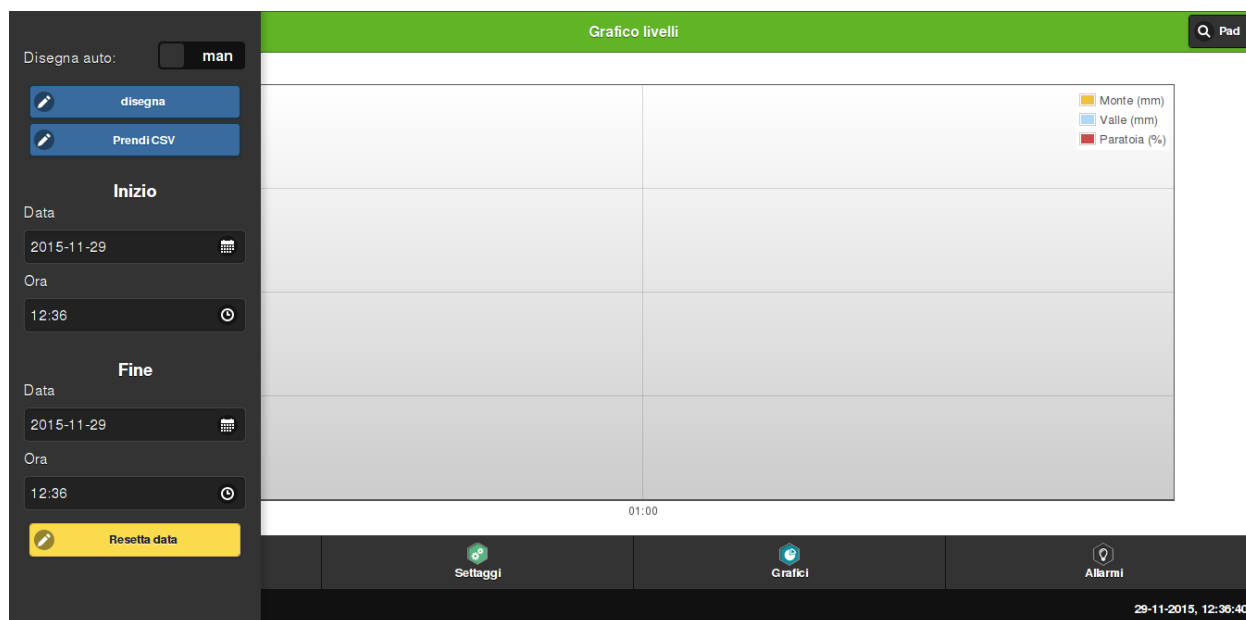 Grafico livelli
Pad
Disegna auto:
man
disegna
Prendi CSV
Inizio
Data
2015-11-29
Ora
12:36
Fine
Data
2015-11-29
Ora
12:36
Resetta data
Monte (mm)
Valle (mm)
Paratoia (%)
01:00
Settaggi
Grafici
Allarmi
29-11-2015, 12:36:40